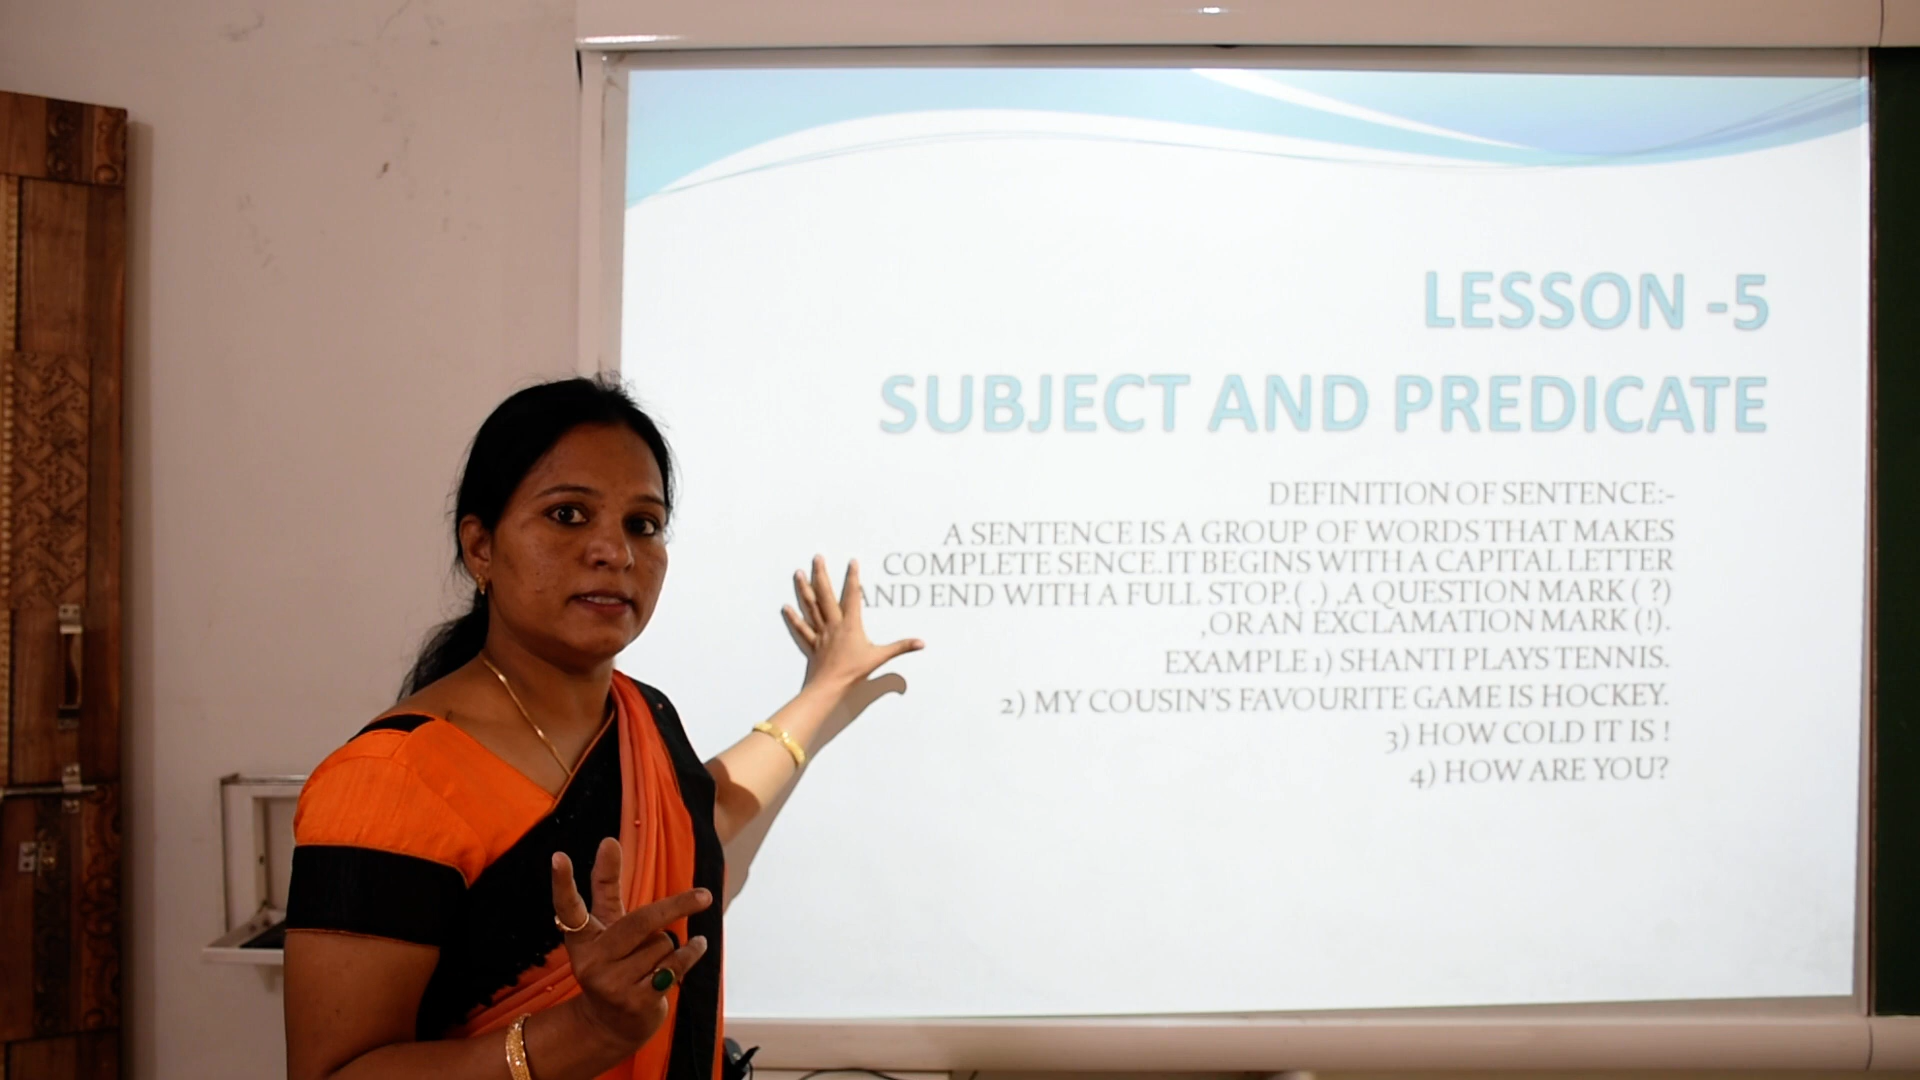 LESSON -5
SUBJECT AND PREDICATE
DEFINITION OF SENTENCE:-
A SENTENCE IS A GROUP OF WORDS THAT MAKES
COMPLETE SENCE.IT BEGINS WITH A CAPITAL LETTER
AND END WITH A FULL STOP.( .) ,A QUESTION MARK ( ?)
,OR AN EXCLAMATION MARK (!).
EXAMPLE 1) SHANTI PLAYS TENNIS.
2) MY COUSIN'S FAVOURITE GAME IS HOCKEY.
3) HOW COLD IT IS !
4) HOW ARE YOU?